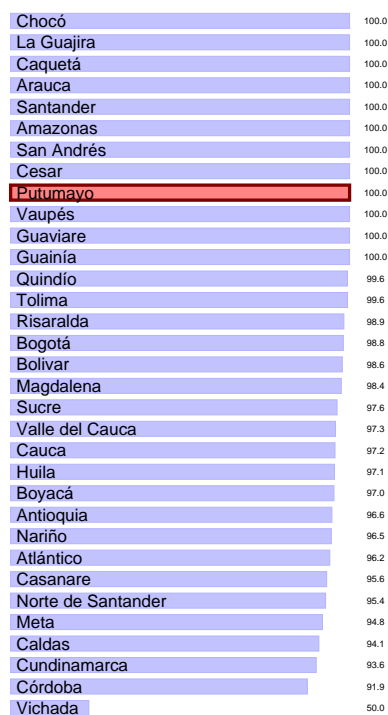 Chocó 100.0
La Guajira 100.0
Caquetá 100.0
Arauca 100.0
Santander 100.0
Amazonas 100.0
San Andrés 100.0
Cesar 100.0
Putumayo 100.0
Vaupés 100.0
Guaviare 100.0
Guainía 100.0
Quindío 99.6
Tolima 99.6
Risaralda 98.9
Bogotá 98.8
Bolivar 98.6
Magdalena 98.4
Sucre 97.6
Valle del Cauca 97.3
Cauca 97.2
Huila 97.1
Boyacá 97.0
Antioquia 96.6
Nariño 96.5
Atlántico 96.2
Casanare 95.6
Norte de Santander 95.4
Meta 94.8
Caldas 94.1
Cundinamarca 93.6
Córdoba 91.9
Vichada 50.0